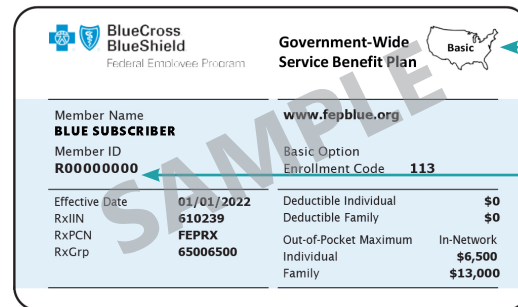 BlueCross
BlueShield
Federal Employee Program
Government-Wide
Service Benefit Plan
Basic
Member Name
BLUE SUBSCRIBER
Member ID
R00000000
www.fepblue.org
Basic Option
Enrollment Code 113
Effective Date 01/01/2022
RxIIN 610239
RxPCN FEPRX
RxGrp 65006500
Deductible Individual $0
Deductible Family $0
Out-of-Pocket Maximum In-Network
Individual $6,500
Family $13,000
SAMPLE